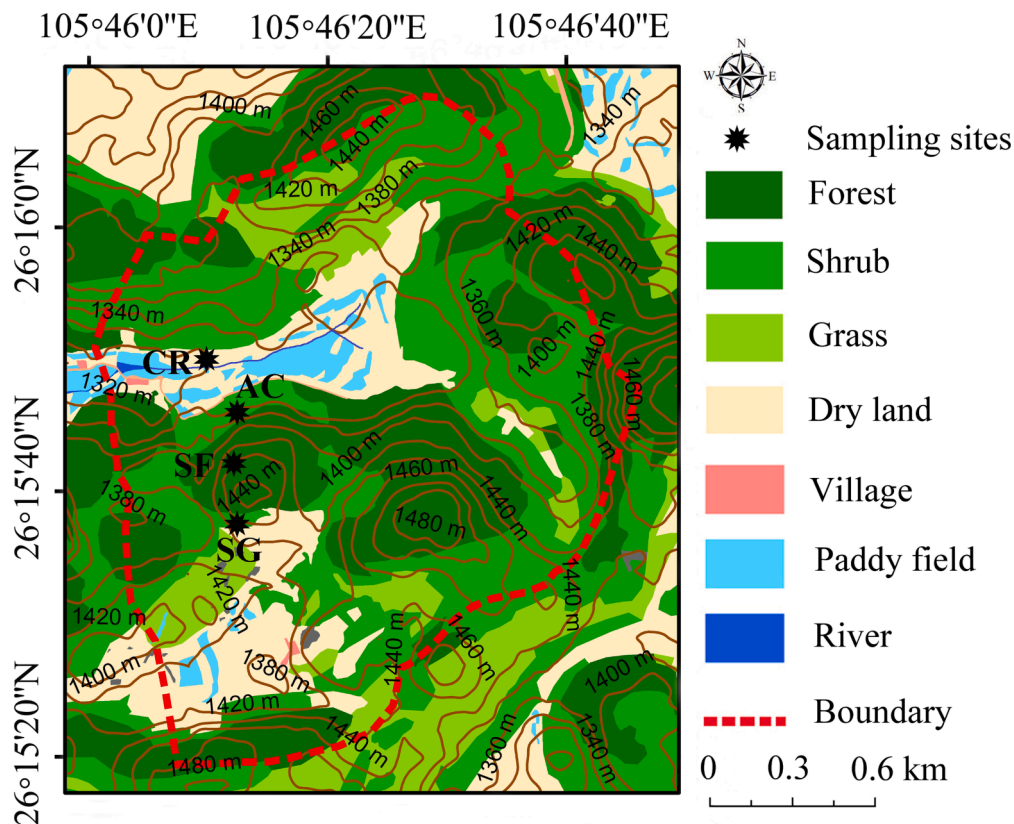 105°46'0"E
105°46'20"E
105°46'40"E
26°16'0"N
26°15'40"N
26°15'20"N
1400 m
1460 m
1440 m
1420 m
1380 m
1340 m
1340 m
1340 m
1420 m
1440 m
1360 m
1400 m
1440 m
1460 m
1380 m
CR
1320 m
AC
SF
1440 m
1400 m
1460 m
1440 m
1480 m
1380 m
SG
1420 m
1440 m
1420 m
1440 m
1460 m
1400 m
1380 m
1420 m
1440 m
1480 m
1400 m
1340 m
1360 m
N
W
E
S
Sampling sites
Forest
Shrub
Grass
Dry land
Village
Paddy field
River
Boundary
0 0.3 0.6 km